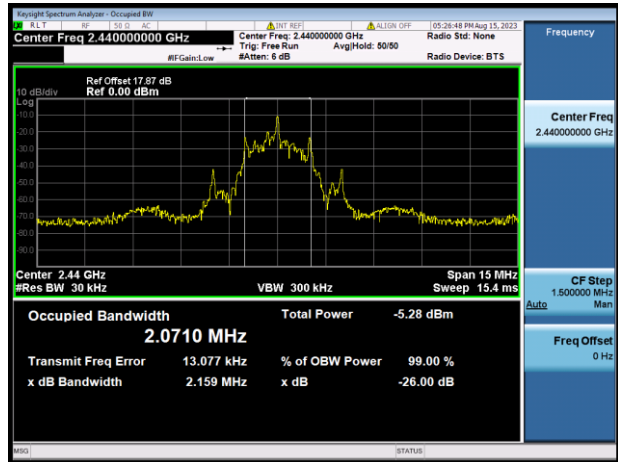 Keysight Spectrum Analyzer - Occupied BW
R L T RF 50 Ω AC INT REF ALIGN OFF 05:26:48 PM Aug 15, 2023
Center Freq 2.440000000 GHz
Center Freq: 2.440000000 GHz
Radio Std: None
Trig: Free Run Avg|Hold: 50/50
#IFGain:Low #Atten: 6 dB Radio Device: BTS
Frequency
Ref Offset 17.87 dB
10 dB/div Ref 0.00 dBm
Log
-10.0
-20.0
-30.0
-40.0
-50.0
-60.0
-70.0
-80.0
-90.0
Center 2.44 GHz Span 15 MHz
#Res BW 30 kHz VBW 300 kHz Sweep 15.4 ms
Occupied Bandwidth Total Power -5.28 dBm
2.0710 MHz
Transmit Freq Error 13.077 kHz % of OBW Power 99.00 %
x dB Bandwidth 2.159 MHz x dB -26.00 dB
Center Freq
2.440000000 GHz
CF Step
1.500000 MHz
Auto Man
Freq Offset
0 Hz
MSG STATUS